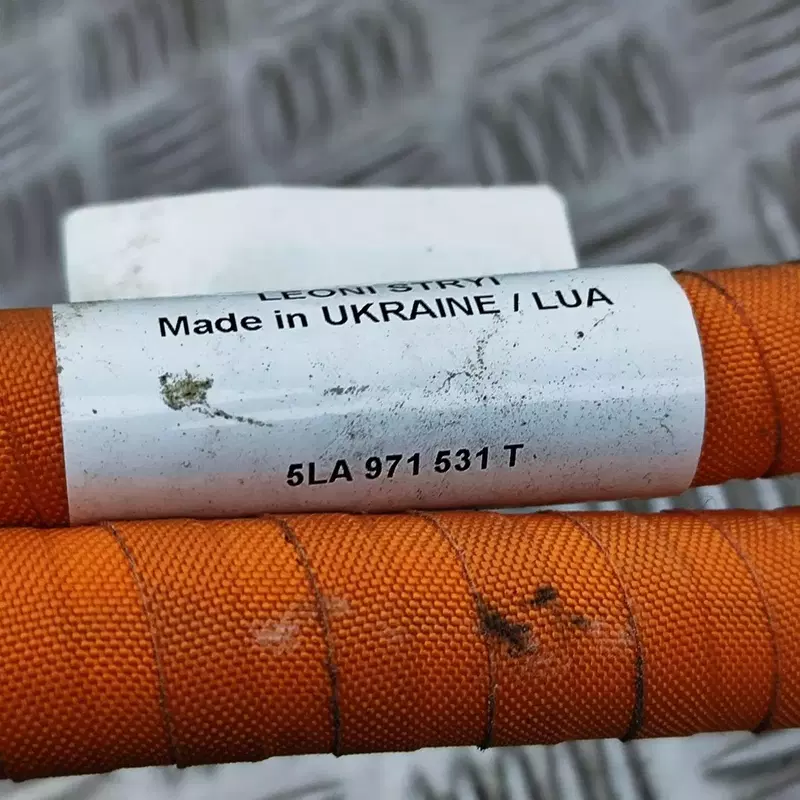 LEONI STRYI
Made in UKRAINE / LUA
5LA 971 531 T